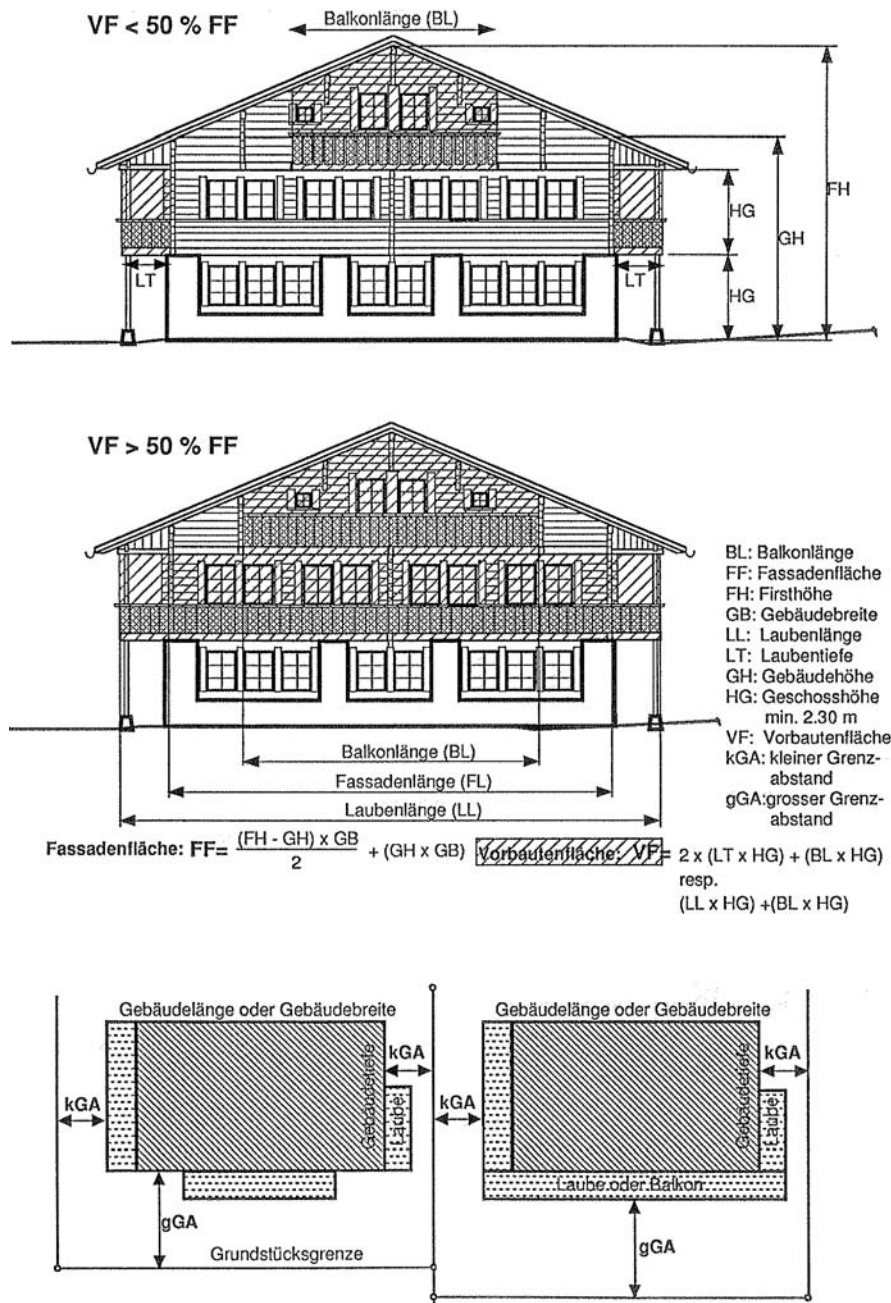 VF < 50 % FF
Balkonlänge (BL)
FH
HG
GH
LT
LT
HG
VF > 50 % FF
BL: Balkonlänge
FF: Fassadenfläche
FH: Firsthöhe
GB: Gebäudebreite
LL: Laubenlänge
LT: Laubentiefe
GH: Gebäudehöhe
HG: Geschosshöhe
min. 2.30 m
VF: Vorbautenfläche
kGA: kleiner Grenz-
abstand
gGA:grosser Grenz-
abstand
Balkonlänge (BL)
Fassadenlänge (FL)
Laubenlänge (LL)
Fassadenfläche: FF= (FH - GH) x GB / 2 + (GH x GB)
Vorbautenfläche: VF= 2 x (LT x HG) + (BL x HG)
resp.
(LL x HG) +(BL x HG)
Gebäudelänge oder Gebäudebreite
kGA
Gebäudetiefe
kGA
Laube
gGA
Grundstücksgrenze
Gebäudelänge oder Gebäudebreite
kGA
Gebäudetiefe
kGA
Laube
Laube oder Balkon
gGA